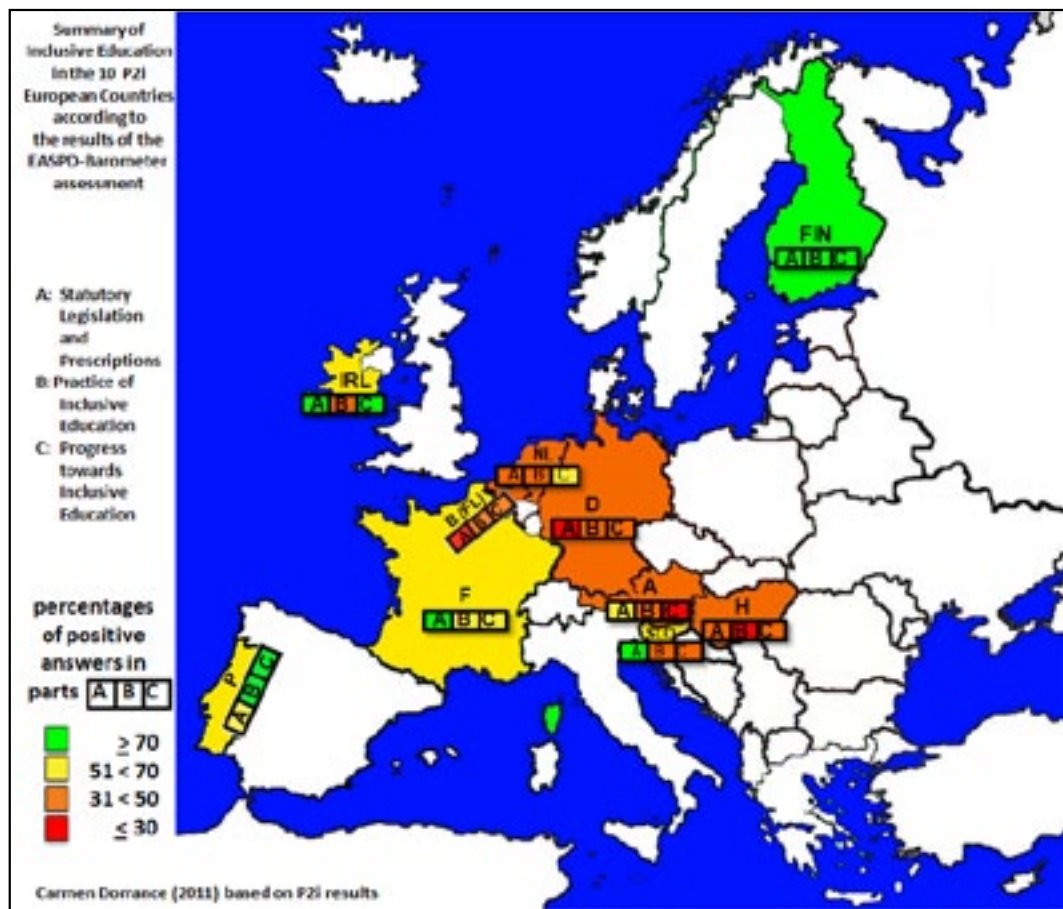 Summary of
Inclusive Education
in the 10 P2i
European Countries
according to
the results of the
EASPD-Barometer
assessment
A: Statutory
Legislation
and
Prescriptions
B: Practice of
Inclusive
Education
C: Progress
towards
Inclusive
Education
percentages
of positive
answers in
parts A B C
≥ 70
51 < 70
31 < 50
≤ 30
FIN
A B C
IRL
A B C
NL
A B C
B (FL)
A B C
D
A B C
F
A B C
A
A B C
H
A B C
A B C
P
A B C
Carmen Dorrance (2011) based on P2i results